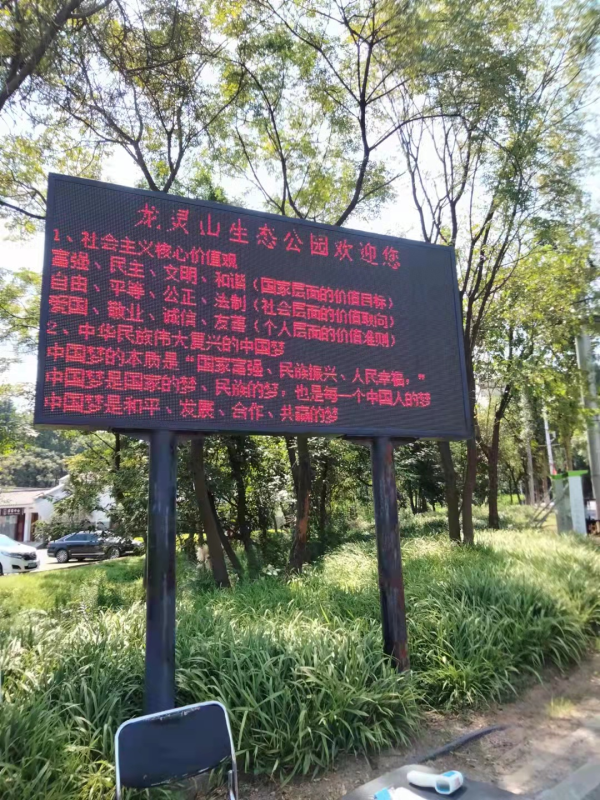 龙灵山生态公园欢迎您
1、社会主义核心价值观
富强、民主、文明、和谐(国家层面的价值目标)
自由、平等、公正、法制(社会层面的价值取向)
爱国、敬业、诚信、友善(个人层面的价值准则)
2、中华民族伟大复兴的中国梦
中国梦的本质是“国家富强、民族振兴、人民幸福，”
中国梦是国家的梦、民族的梦，也是每一个中国人的梦
中国梦是和平、发展、合作、共赢的梦